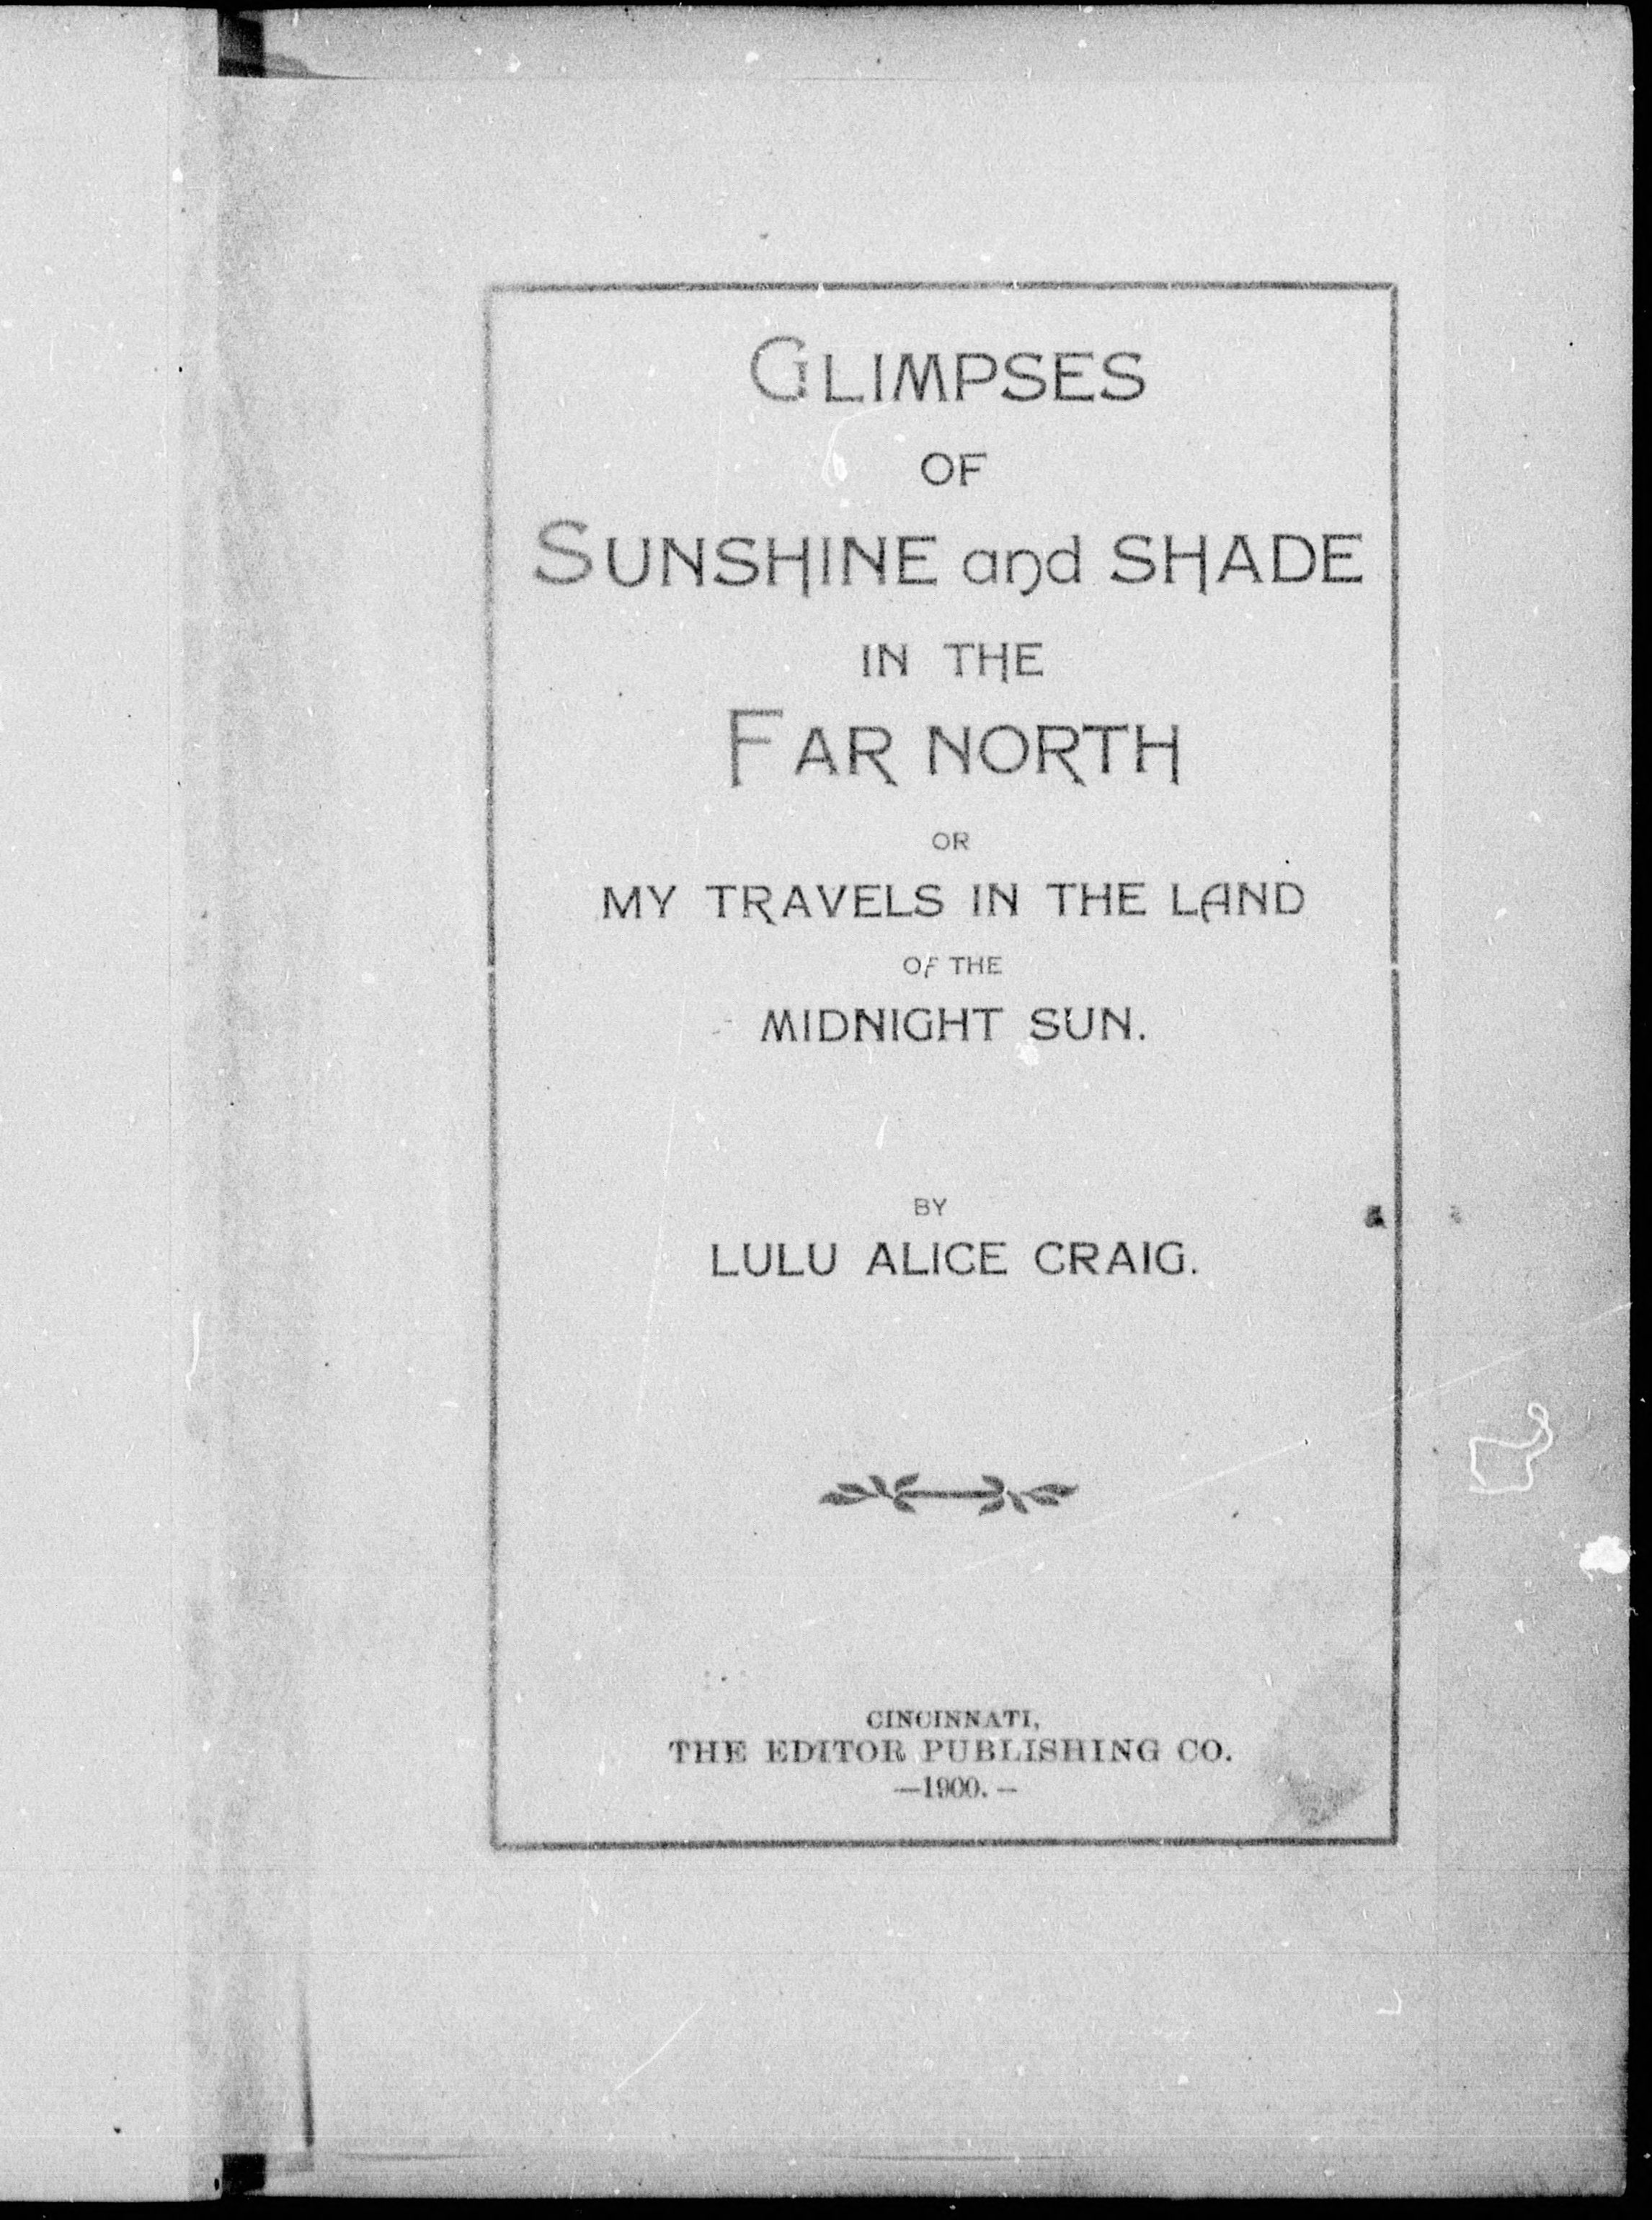 GLIMPSES
OF
SUNSHINE and SHADE
IN THE
FAR NORTH
OR
MY TRAVELS IN THE LAND
OF THE
MIDNIGHT SUN.
BY
LULU ALICE CRAIG.
CINCINNATI,
THE EDITOR PUBLISHING CO.
—1900.—